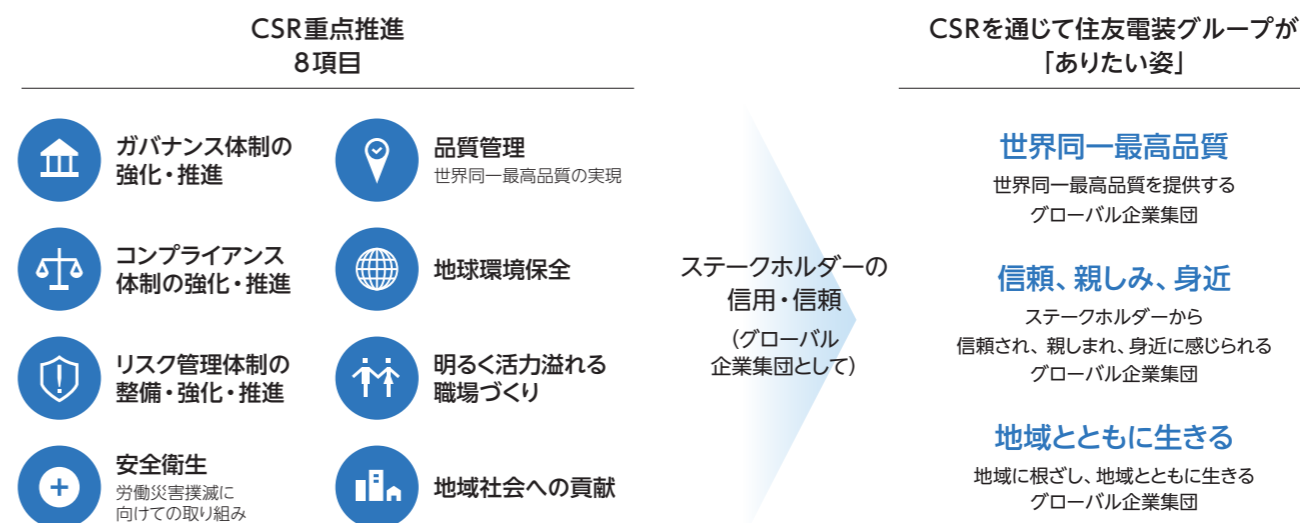 CSR重点推進
8項目
ガバナンス体制の
強化・推進
コンプライアンス
体制の強化・推進
リスク管理体制の
整備・強化・推進
安全衛生
労働災害撲滅に
向けての取り組み
品質管理
世界同一最高品質の実現
地球環境保全
明るく活力溢れる
職場づくり
地域社会への貢献
ステークホルダーの
信用・信頼
(グローバル
企業集団として)
CSRを通じて住友電装グループが
「ありたい姿」
世界同一最高品質
世界同一最高品質を提供する
グローバル企業集団
信頼、親しみ、身近
ステークホルダーから
信頼され、親しまれ、身近に感じられる
グローバル企業集団
地域とともに生きる
地域に根ざし、地域とともに生きる
グローバル企業集団